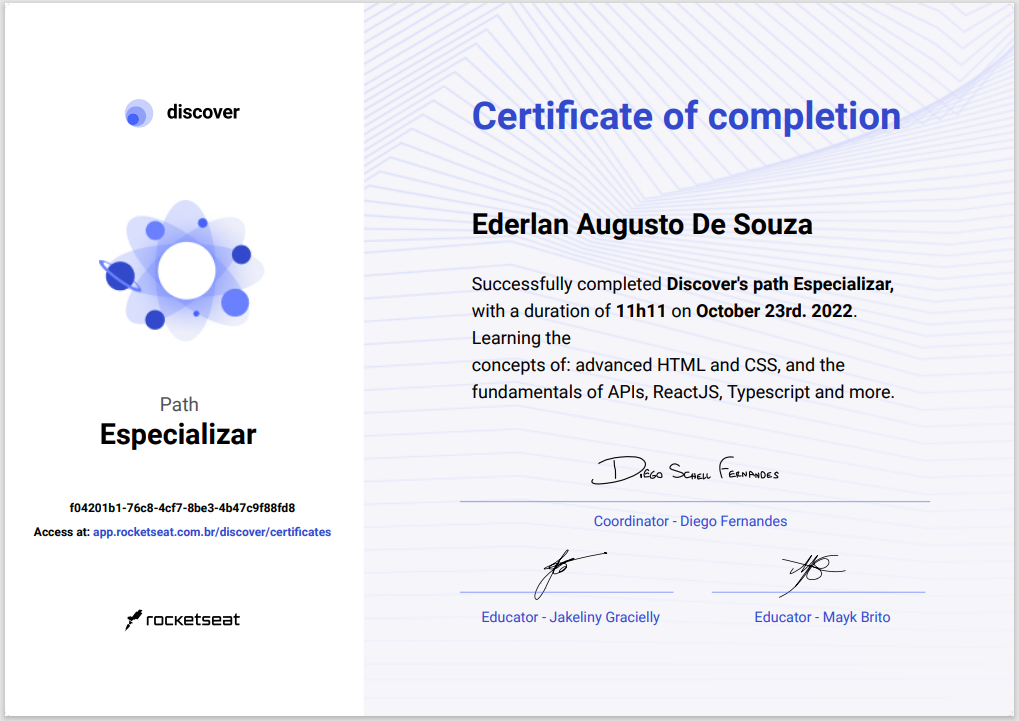 discover
Path
Especializar
f04201b1-76c8-4cf7-8be3-4b47c9f88fd8
Access at: app.rocketseat.com.br/discover/certificates
rocketseat
Certificate of completion
Ederlan Augusto De Souza
Successfully completed Discover's path Especializar,
with a duration of 11h11 on October 23rd. 2022.
Learning the
concepts of: advanced HTML and CSS, and the
fundamentals of APIs, ReactJS, Typescript and more.
Diego Schell Fernandes
Coordinator - Diego Fernandes
Educator - Jakeliny Gracielly
Educator - Mayk Brito